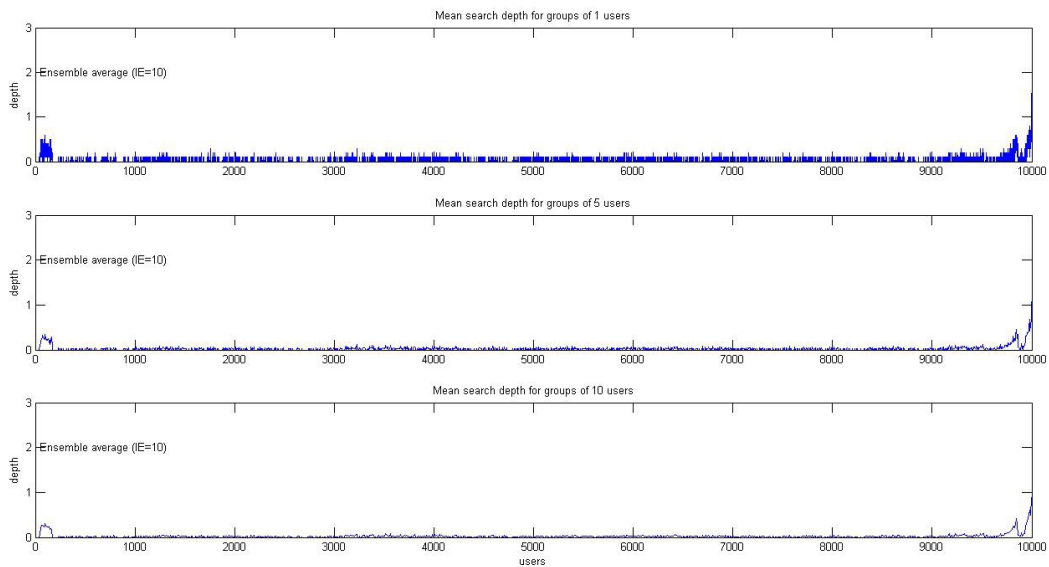 Mean search depth for groups of 1 users
3
2
1
0
depth
Ensemble average (IE=10)
0 1000 2000 3000 4000 5000 6000 7000 8000 9000 10000
Mean search depth for groups of 5 users
3
2
1
0
depth
Ensemble average (IE=10)
0 1000 2000 3000 4000 5000 6000 7000 8000 9000 10000
Mean search depth for groups of 10 users
3
2
1
0
depth
Ensemble average (IE=10)
0 1000 2000 3000 4000 5000 6000 7000 8000 9000 10000
users